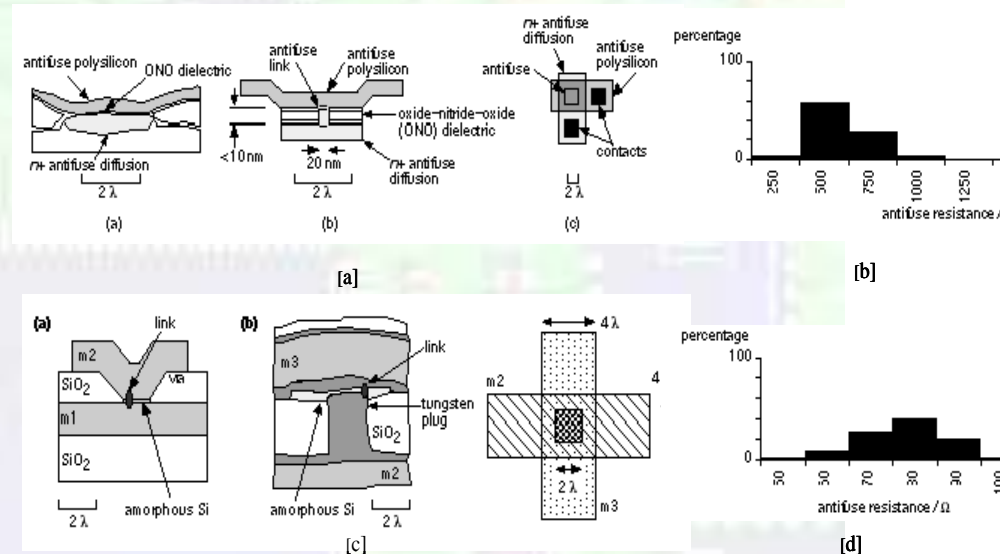 antifuse polysilicon
ONO dielectric
n+ antifuse diffusion
2 λ
(a)
antifuse
link
antifuse
polysilicon
oxide–nitride–oxide
(ONO) dielectric
<10nm
20 nm
n+ antifuse
diffusion
2 λ
(b)
n+ antifuse
diffusion
antifuse
polysilicon
antifuse
contacts
2 λ
(c)
[a]
percentage
100
0
250
500
750
1000
1250
antifuse resistance /
[b]
(a)
link
m2
via
SiO2
m1
SiO2
2 λ
amorphous Si
(b)
m3
link
tungsten
plug
SiO2
m2
amorphous Si
2 λ
4 λ
m2
4
2 λ
m3
[c]
percentage
100
0
50
70
90
100
antifuse resistance / Ω
[d]